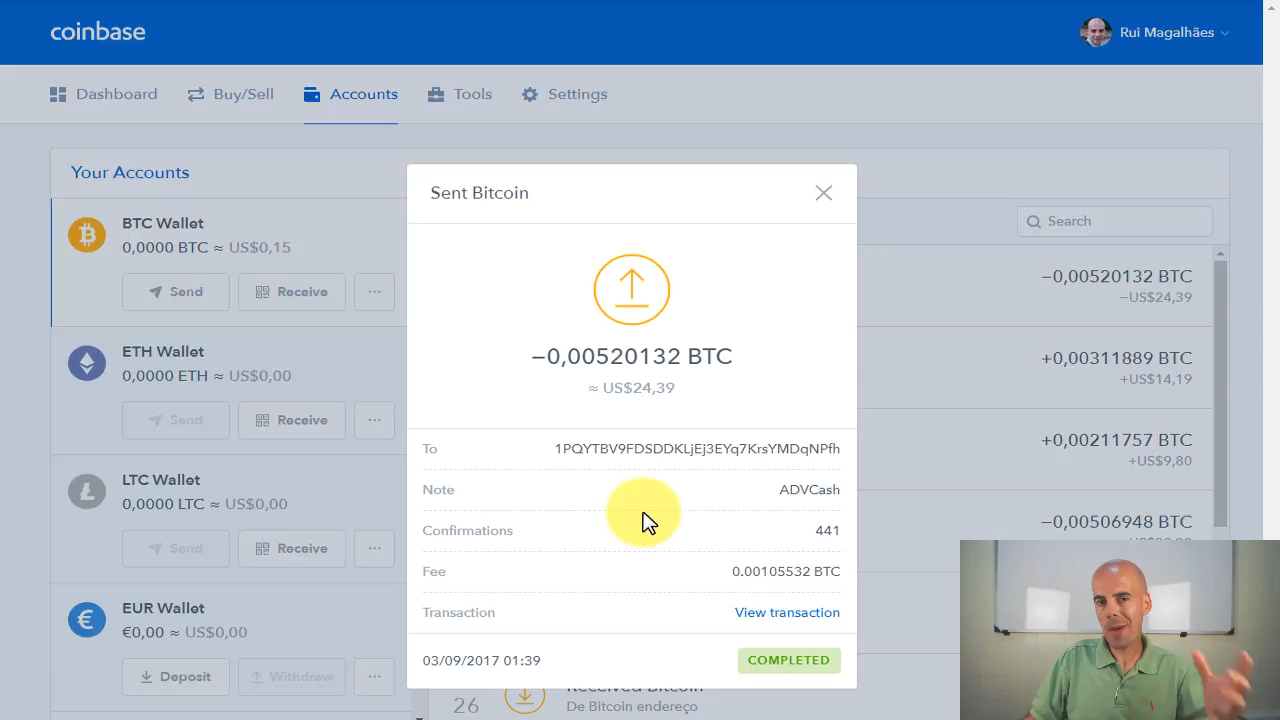 coinbase
Rui Magalhães
Dashboard
Buy/Sell
Accounts
Tools
Settings
Your Accounts
BTC Wallet
0,0000 BTC ≈ US$0,15
Send
Receive
...
ETH Wallet
0,0000 ETH ≈ US$0,00
Send
Receive
...
LTC Wallet
0,0000 LTC ≈ US$0,00
Send
Receive
...
EUR Wallet
€0,00 ≈ US$0,00
Deposit
Withdraw
...
Sent Bitcoin
−0,00520132 BTC
≈ US$24,39
To 1PQYTBV9FDSDDKLjEj3EYq7KrsYMDqNPfh
Note ADVCash
Confirmations 441
Fee 0.00105532 BTC
Transaction View transaction
03/09/2017 01:39 COMPLETED
Search
−0,00520132 BTC
−US$24,39
+0,00311889 BTC
+US$14,19
+0,00211757 BTC
+US$9,80
−0,00506948 BTC
26
Received Bitcoin
De Bitcoin endereço